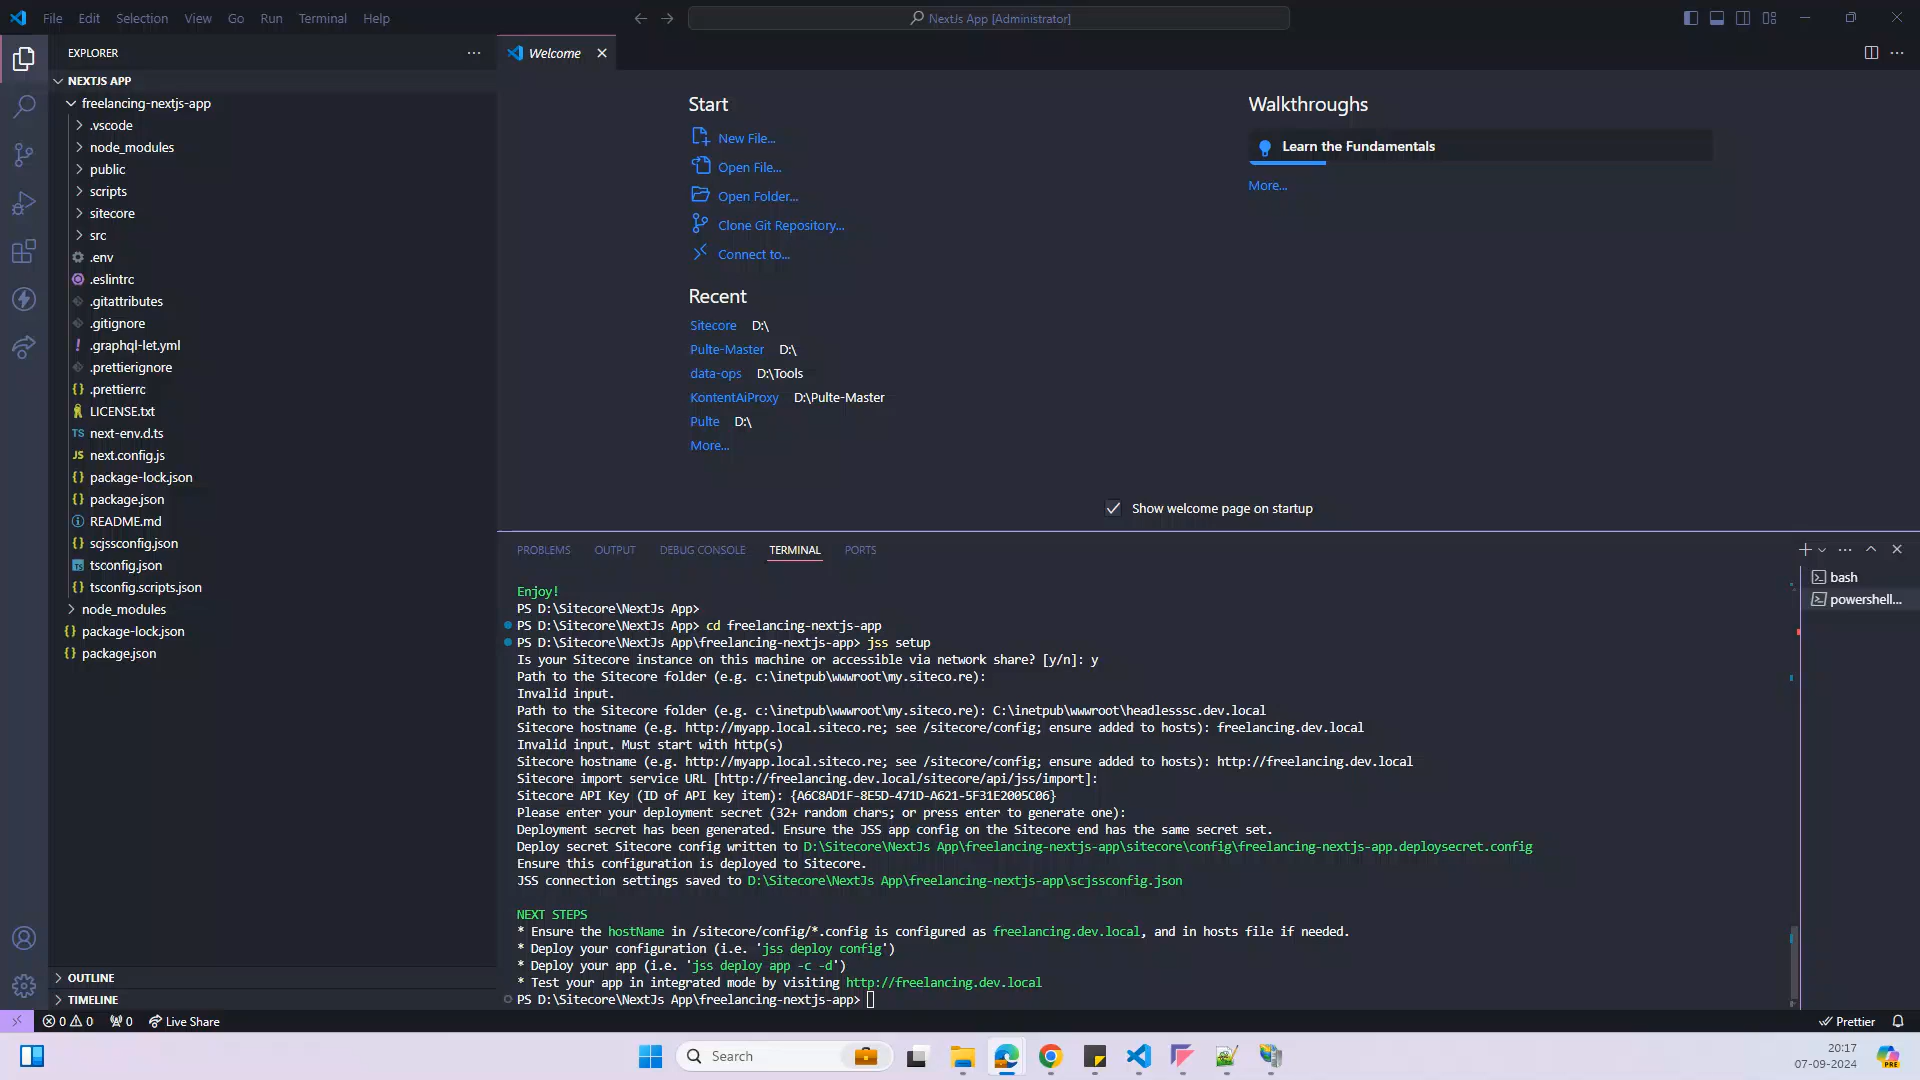 File Edit Selection View Go Run Terminal Help
NextJs App [Administrator]
EXPLORER
NEXTJS APP
freelancing-nextjs-app
.vscode
node_modules
public
scripts
sitecore
src
.env
.eslintrc
.gitattributes
.gitignore
.graphql-let.yml
.prettierignore
.prettierrc
LICENSE.txt
next-env.d.ts
next.config.js
package-lock.json
package.json
README.md
scjssconfig.json
tsconfig.json
tsconfig.scripts.json
node_modules
package-lock.json
package.json
OUTLINE
TIMELINE
Welcome
Start
New File...
Open File...
Open Folder...
Clone Git Repository...
Connect to...
Recent
Sitecore D:\
Pulte-Master D:\
data-ops D:\Tools
KontentAiProxy D:\Pulte-Master
Pulte D:\
More...
Walkthroughs
Learn the Fundamentals
More...
Show welcome page on startup
PROBLEMS OUTPUT DEBUG CONSOLE TERMINAL PORTS
bash
powershell...
Enjoy!
PS D:\Sitecore\NextJs App>
PS D:\Sitecore\NextJs App> cd freelancing-nextjs-app
PS D:\Sitecore\NextJs App\freelancing-nextjs-app> jss setup
Is your Sitecore instance on this machine or accessible via network share? [y/n]: y
Path to the Sitecore folder (e.g. c:\inetpub\wwwroot\my.siteco.re):
Invalid input.
Path to the Sitecore folder (e.g. c:\inetpub\wwwroot\my.siteco.re): C:\inetpub\wwwroot\headlesssc.dev.local
Sitecore hostname (e.g. http://myapp.local.siteco.re; see /sitecore/config; ensure added to hosts): freelancing.dev.local
Invalid input. Must start with http(s)
Sitecore hostname (e.g. http://myapp.local.siteco.re; see /sitecore/config; ensure added to hosts): http://freelancing.dev.local
Sitecore import service URL [http://freelancing.dev.local/sitecore/api/jss/import]:
Sitecore API Key (ID of API key item): {A6C8AD1F-8E5D-471D-A621-5F31E2005C06}
Please enter your deployment secret (32+ random chars; or press enter to generate one):
Deployment secret has been generated. Ensure the JSS app config on the Sitecore end has the same secret set.
Deploy secret Sitecore config written to D:\Sitecore\NextJs App\freelancing-nextjs-app\sitecore\config\freelancing-nextjs-app.deploysecret.config
Ensure this configuration is deployed to Sitecore.
JSS connection settings saved to D:\Sitecore\NextJs App\freelancing-nextjs-app\scjssconfig.json
NEXT STEPS
* Ensure the hostName in /sitecore/config/*.config is configured as freelancing.dev.local, and in hosts file if needed.
* Deploy your configuration (i.e. 'jss deploy config')
* Deploy your app (i.e. 'jss deploy app -c -d')
* Test your app in integrated mode by visiting http://freelancing.dev.local
PS D:\Sitecore\NextJs App\freelancing-nextjs-app>
0 0 0 Live Share Prettier
Search
20:17
07-09-2024
PRE